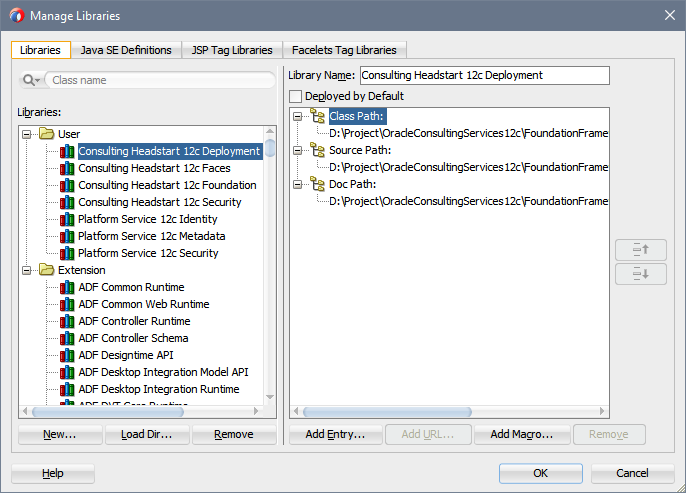 Manage Libraries
Libraries
Java SE Definitions
JSP Tag Libraries
Facelets Tag Libraries
Class name
Libraries:
User
Consulting Headstart 12c Deployment
Consulting Headstart 12c Faces
Consulting Headstart 12c Foundation
Consulting Headstart 12c Security
Platform Service 12c Identity
Platform Service 12c Metadata
Platform Service 12c Security
Extension
ADF Common Runtime
ADF Common Web Runtime
ADF Controller Runtime
ADF Controller Schema
ADF Designtime API
ADF Desktop Integration Model API
ADF Desktop Integration Runtime
ADF DVT Core Runtime
New...
Load Dir...
Remove
Library Name: Consulting Headstart 12c Deployment
Deployed by Default
Class Path:
D:\Project\OracleConsultingServices12c\FoundationFrame
Source Path:
D:\Project\OracleConsultingServices12c\FoundationFrame
Doc Path:
D:\Project\OracleConsultingServices12c\FoundationFrame
Add Entry...
Add URL...
Add Macro...
Remove
Help
OK
Cancel